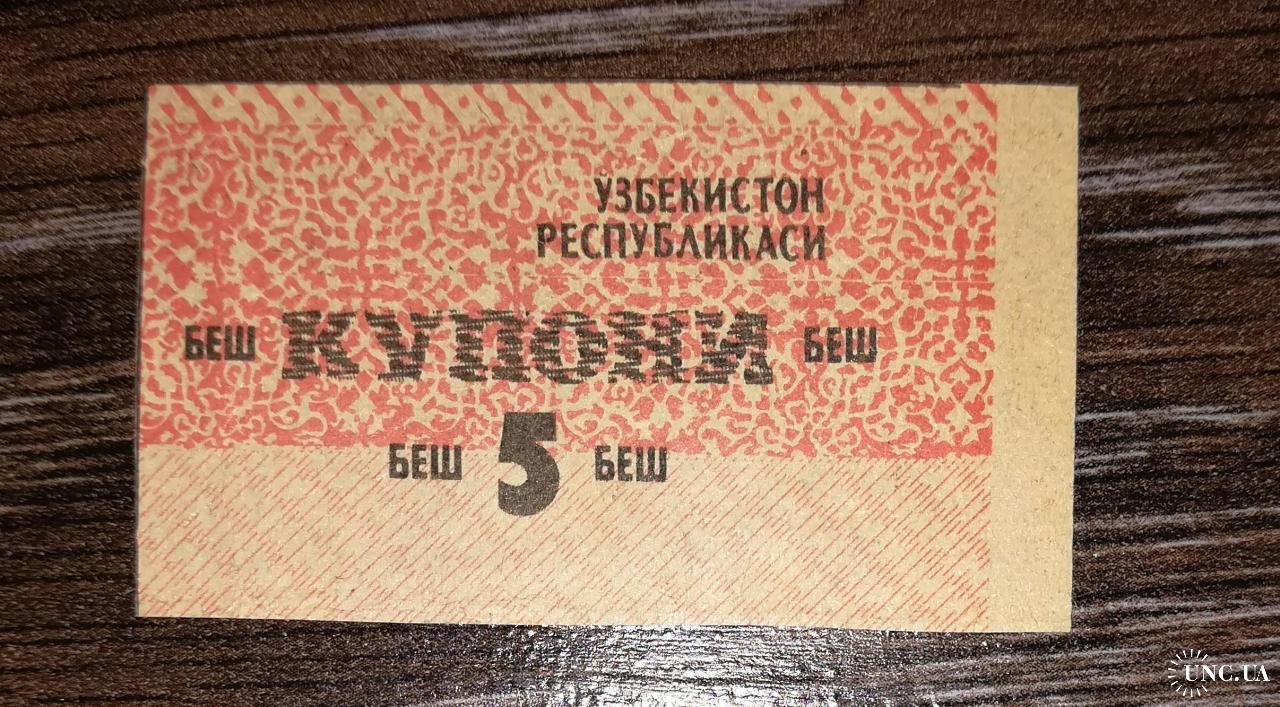 ЎЗБЕКИСТОН
РЕСПУБЛИКАСИ
БЕШ КУПОНИ БЕШ
БЕШ 5 БЕШ
UNC.UA